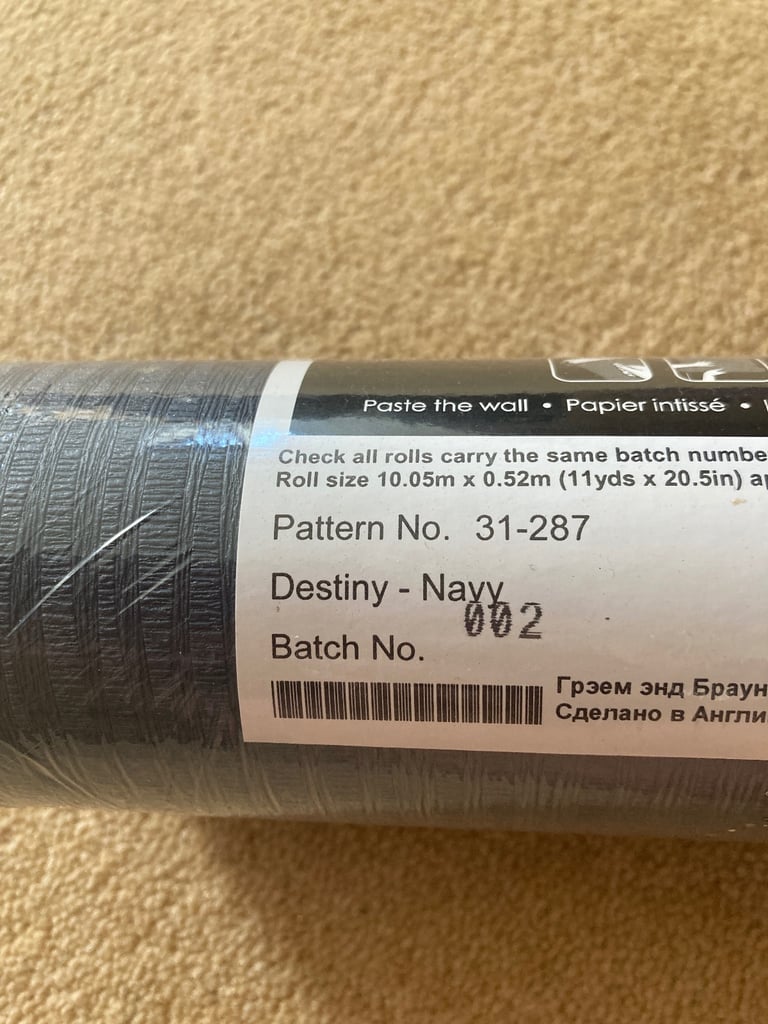 Paste the wall • Papier intissé •
Check all rolls carry the same batch numbe
Roll size 10.05m x 0.52m (11yds x 20.5in) a
Pattern No. 31-287
Destiny - Navy
002
Batch No.
Грэем энд Браун
Сделано в Англи